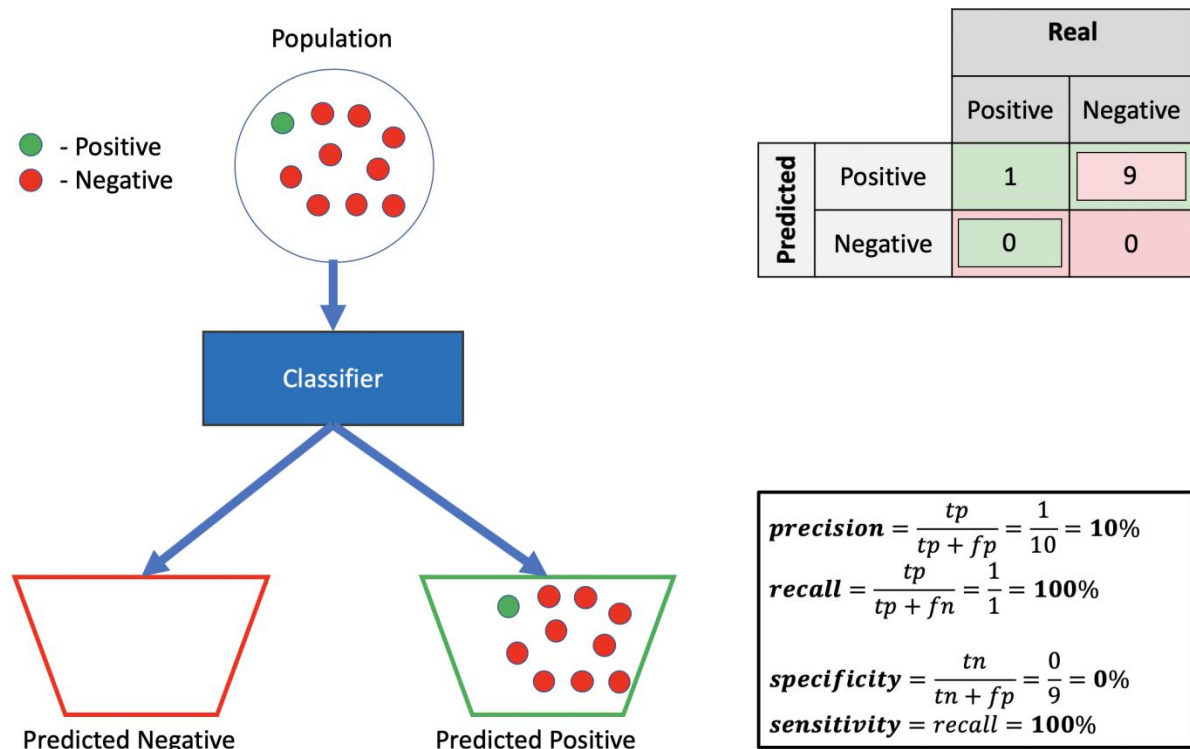 Population
- Positive
- Negative
Classifier
Predicted Negative
Predicted Positive
Real
Positive Negative
Predicted
Positive 1 9
Negative 0 0
precision = tp / (tp + fp) = 1/10 = 10%
recall = tp / (tp + fn) = 1/1 = 100%
specificity = tn / (tn + fp) = 0/9 = 0%
sensitivity = recall = 100%